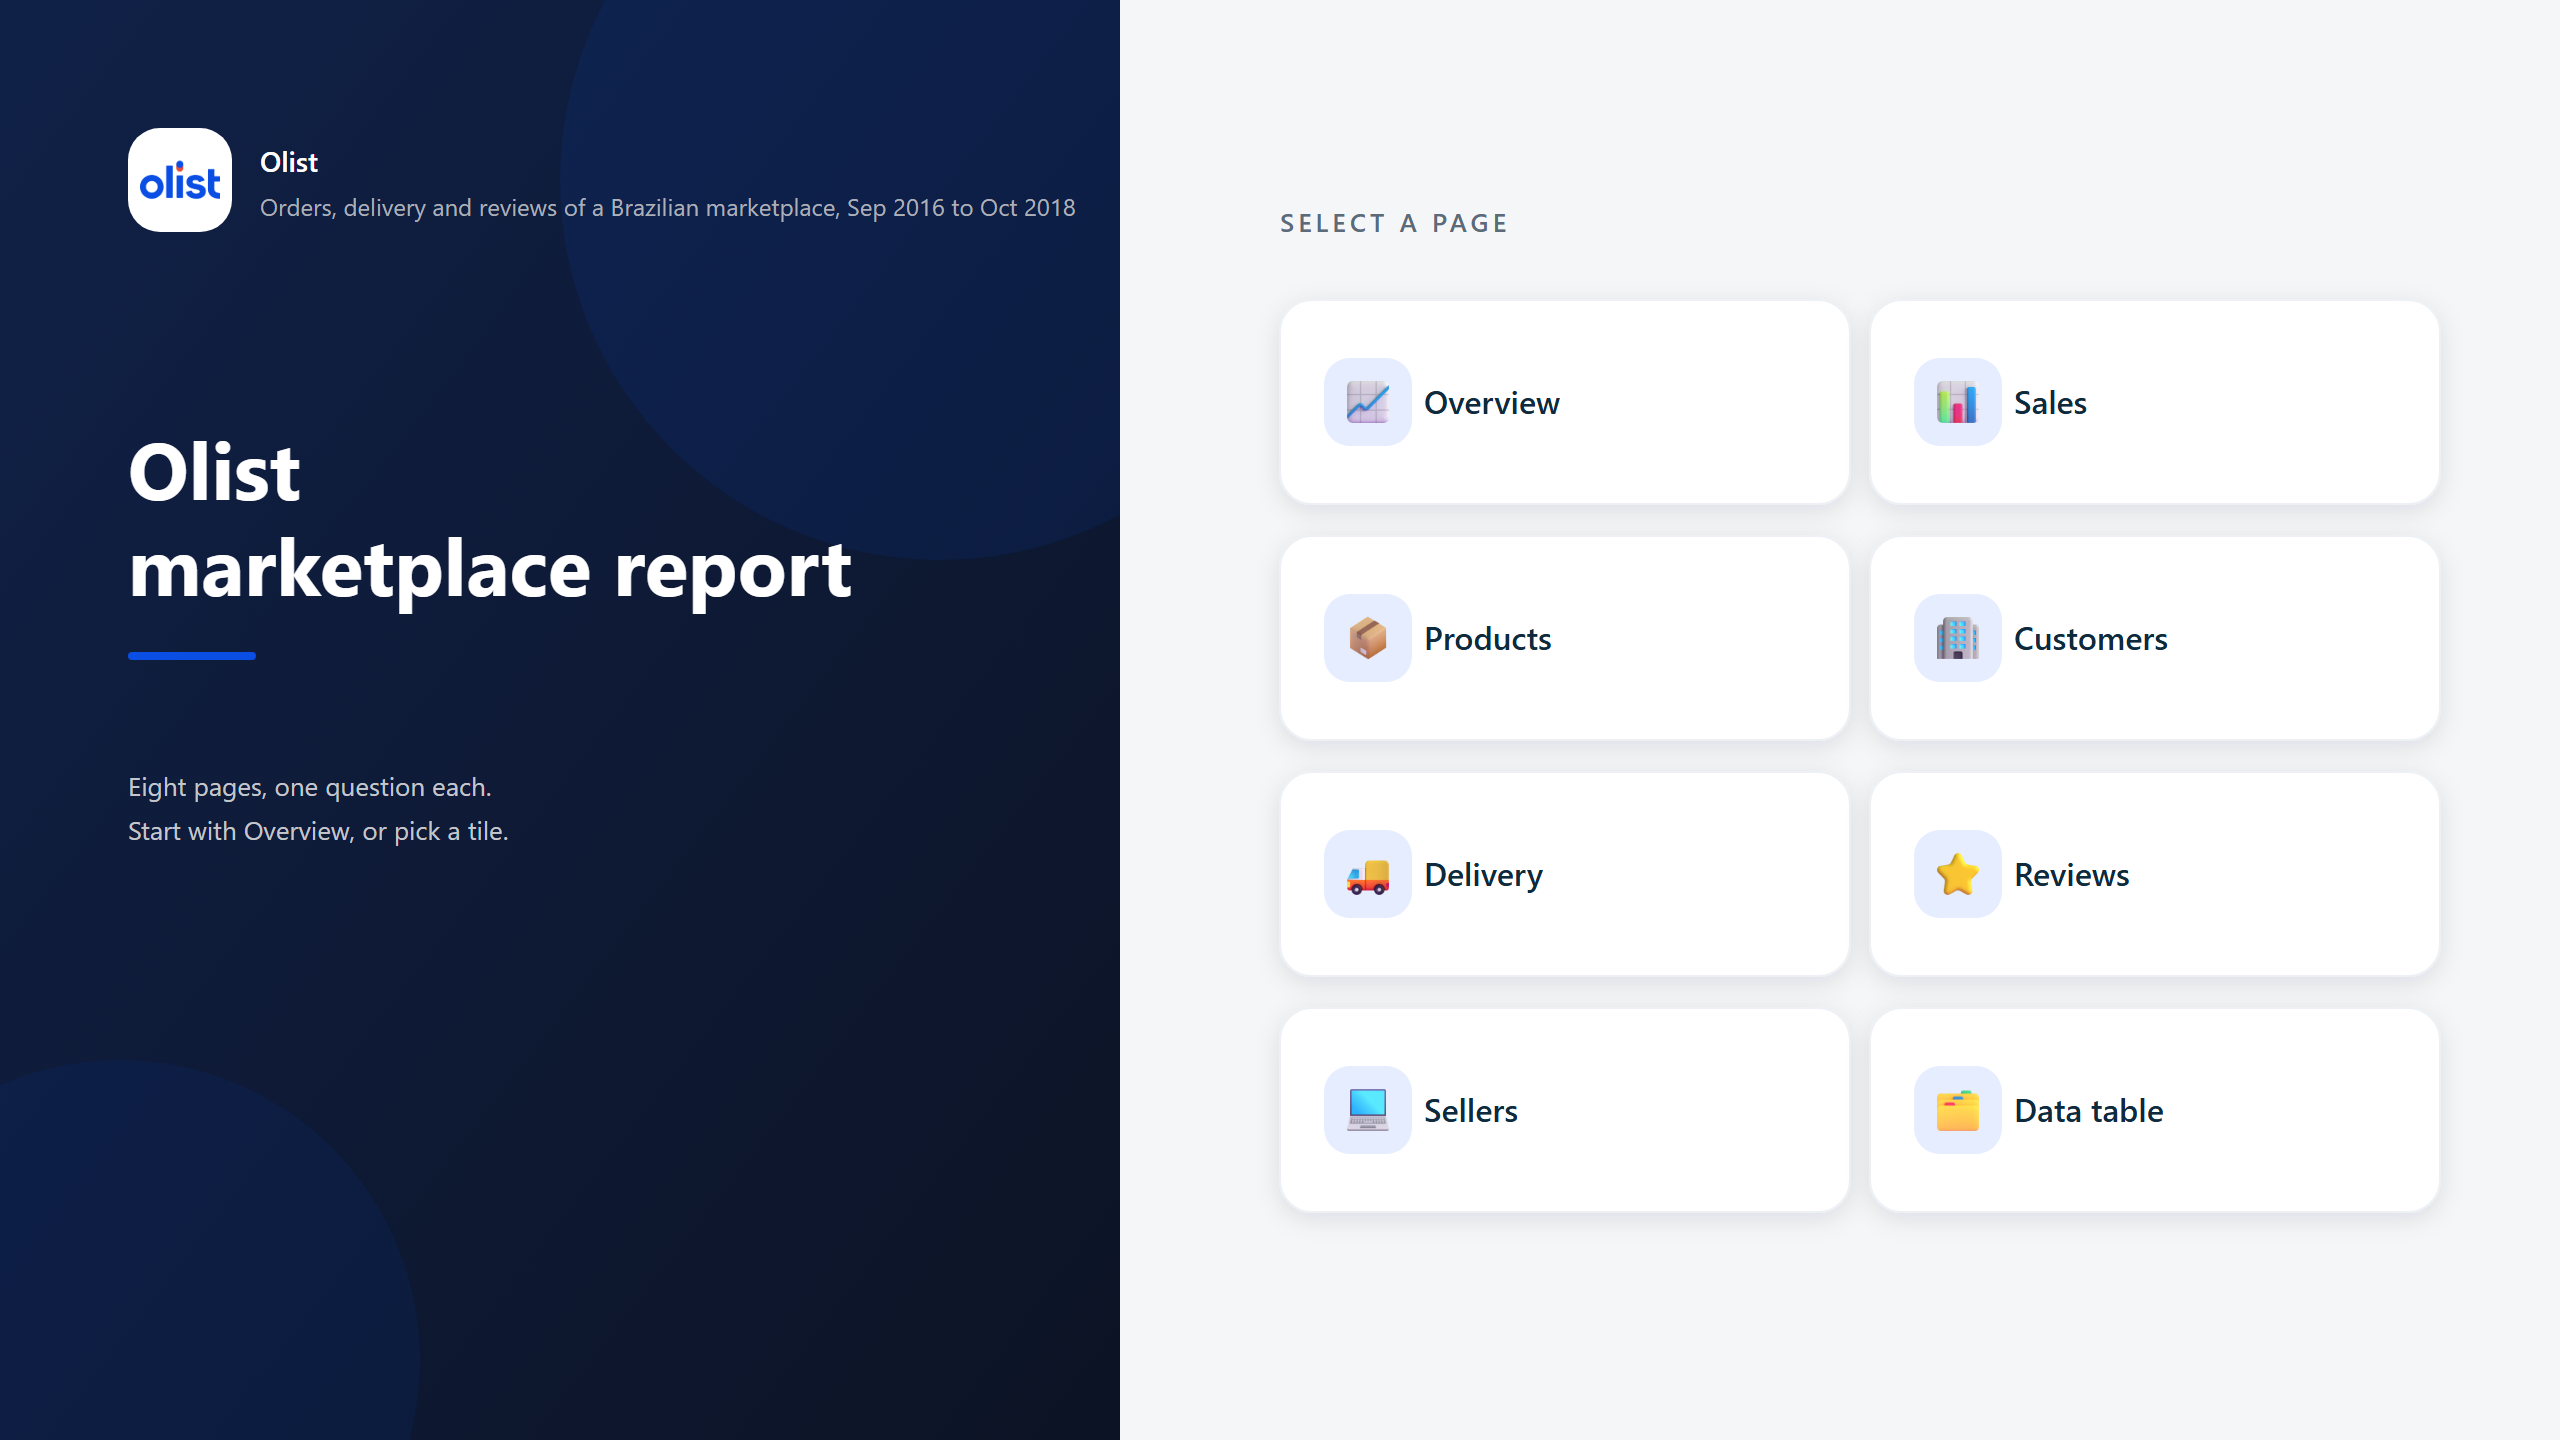 olist
Olist
Orders, delivery and reviews of a Brazilian marketplace, Sep 2016 to Oct 2018
Olist
marketplace report
Eight pages, one question each.
Start with Overview, or pick a tile.
SELECT A PAGE
Overview
Sales
Products
Customers
Delivery
Reviews
Sellers
Data table